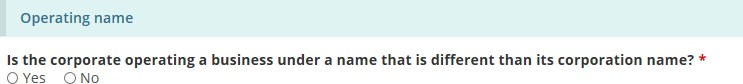 Operating name
Is the corporate operating a business under a name that is different than its corporation name? *
Yes No